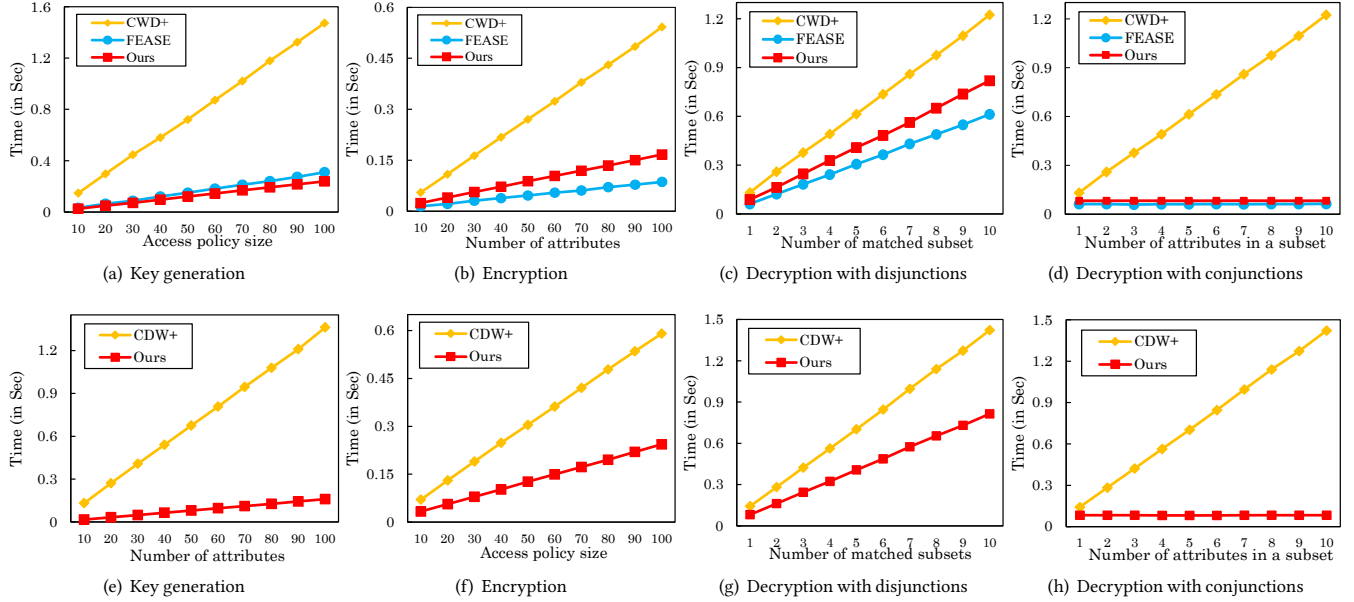 1.6
1.2
0.8
0.4
0
Time (in Sec)
CWD+
FEASE
Ours
10 20 30 40 50 60 70 80 90 100
Access policy size
(a) Key generation
0.6
0.45
0.3
0.15
0
Time (in Sec)
CWD+
FEASE
Ours
10 20 30 40 50 60 70 80 90 100
Number of attributes
(b) Encryption
1.2
0.9
0.6
0.3
0
Time (in Sec)
CWD+
FEASE
Ours
1 2 3 4 5 6 7 8 9 10
Number of matched subset
(c) Decryption with disjunctions
1.2
0.9
0.6
0.3
0
Time (in Sec)
CWD+
FEASE
Ours
1 2 3 4 5 6 7 8 9 10
Number of attributes in a subset
(d) Decryption with conjunctions
1.2
0.9
0.6
0.3
0
Time (in Sec)
CDW+
Ours
10 20 30 40 50 60 70 80 90 100
Number of attributes
(e) Key generation
0.6
0.45
0.3
0.15
0
Time (in Sec)
CDW+
Ours
10 20 30 40 50 60 70 80 90 100
Access policy size
(f) Encryption
1.5
1.2
0.9
0.6
0.3
0
Time (in Sec)
CDW+
Ours
1 2 3 4 5 6 7 8 9 10
Number of matched subsets
(g) Decryption with disjunctions
1.5
1.2
0.9
0.6
0.3
0
Time (in Sec)
CDW+
Ours
1 2 3 4 5 6 7 8 9 10
Number of attributes in a subset
(h) Decryption with conjunctions